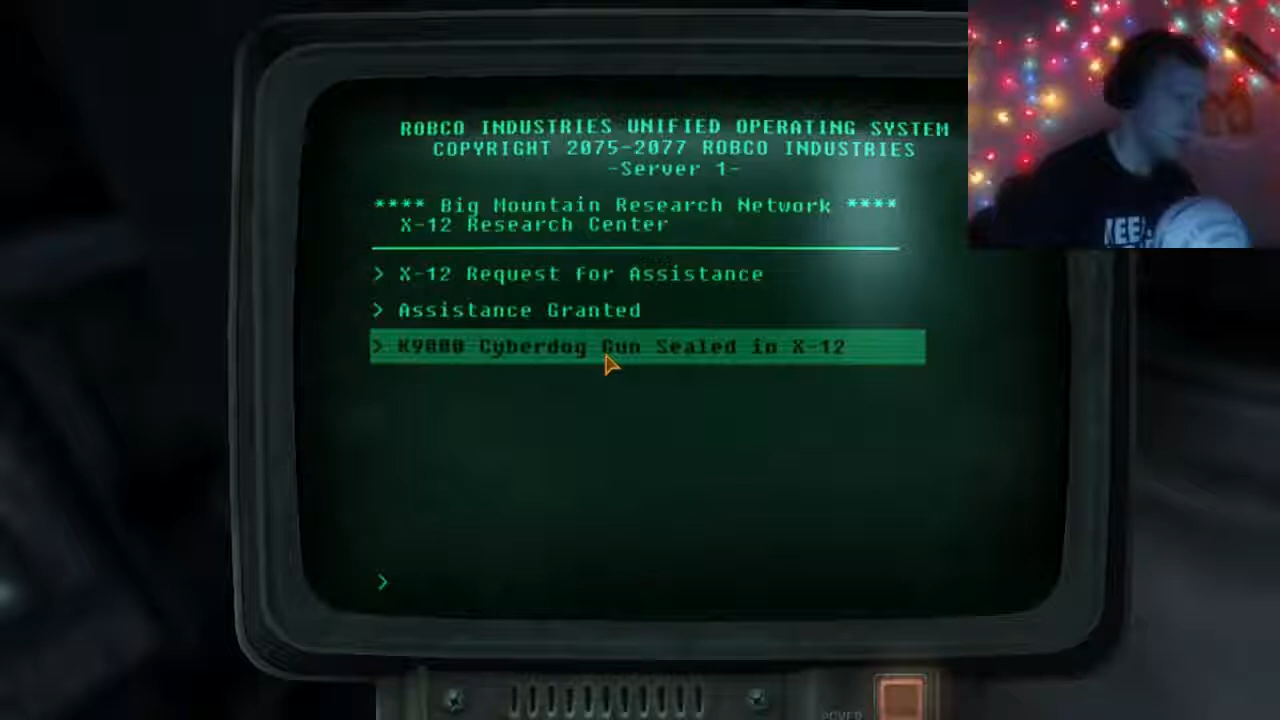 ROBCO INDUSTRIES UNIFIED OPERATING SYSTEM
COPYRIGHT 2075-2077 ROBCO INDUSTRIES
-Server 1-
**** Big Mountain Research Network ****
X-12 Research Center
> X-12 Request for Assistance
> Assistance Granted
> K9000 Cyberdog Gun Sealed in X-12
>
POWER